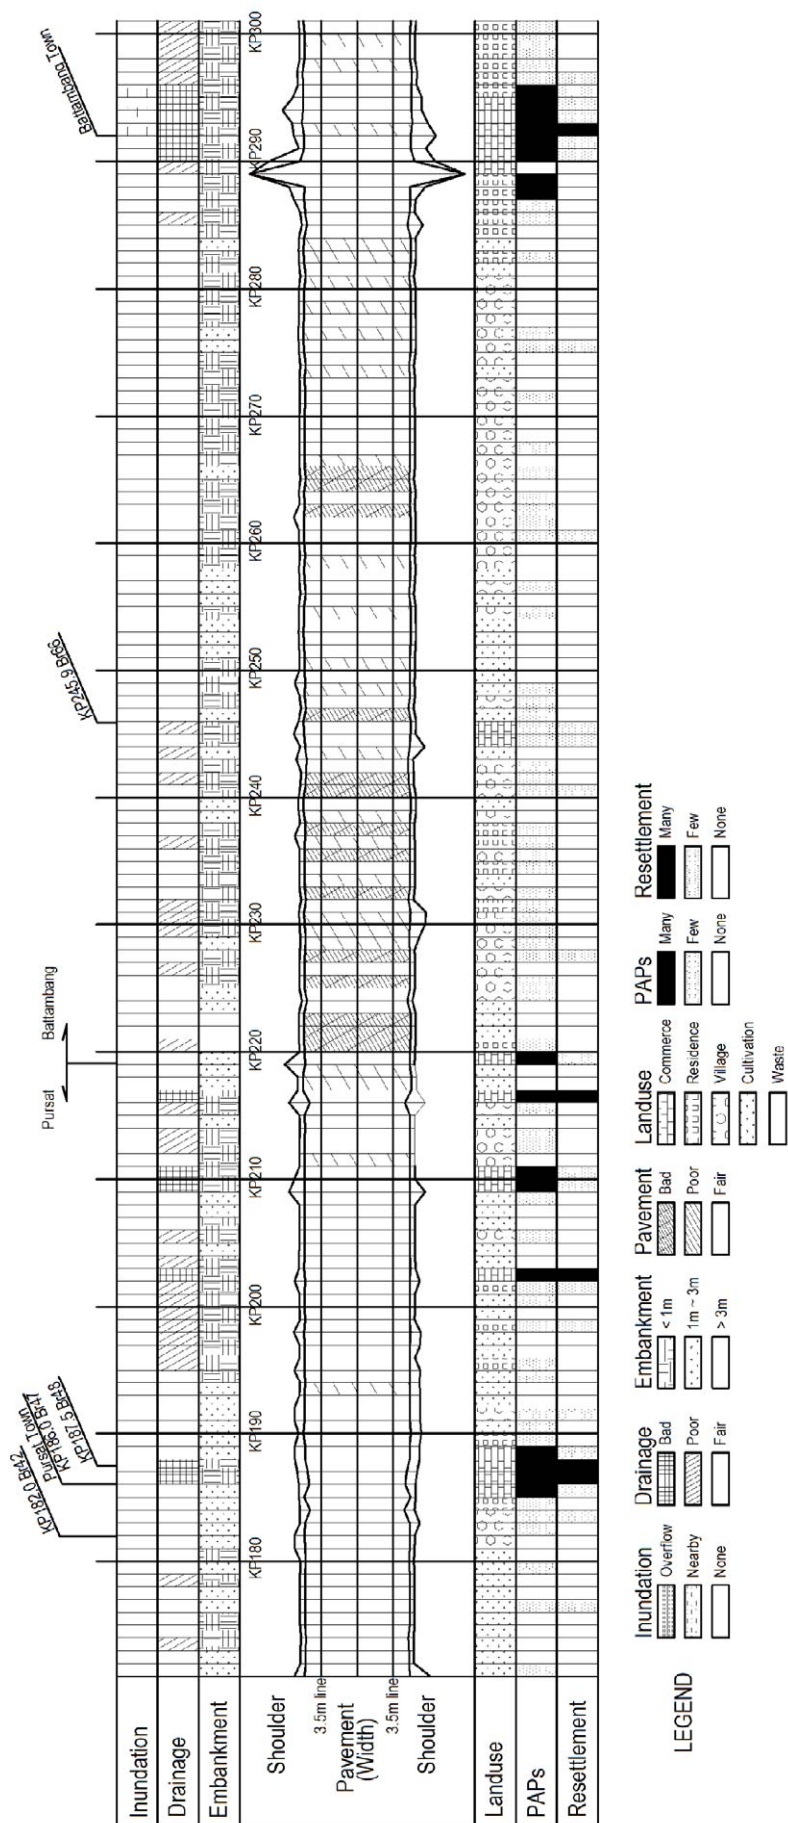 KP182.0 Br42
Pursat Town
KP186.0 Br47
KP187.5 Br48
Pursat
Battambang
KP245.9 Br66
Battambang Town
Inundation
Drainage
Embankment
KP180
KP190
KP200
KP210
KP220
KP230
KP240
KP250
KP260
KP270
KP280
KP290
KP300
Shoulder
3.5m line
Pavement
(Width)
3.5m line
Shoulder
Landuse
PAPs
Resettlement
LEGEND
Inundation
Overflow
Nearby
None
Drainage
Bad
Poor
Fair
Embankment
< 1m
1m ~ 3m
> 3m
Pavement
Bad
Poor
Fair
Landuse
Commerce
Residence
Village
Cultivation
Waste
PAPs
Many
Few
None
Resettlement
Many
Few
None